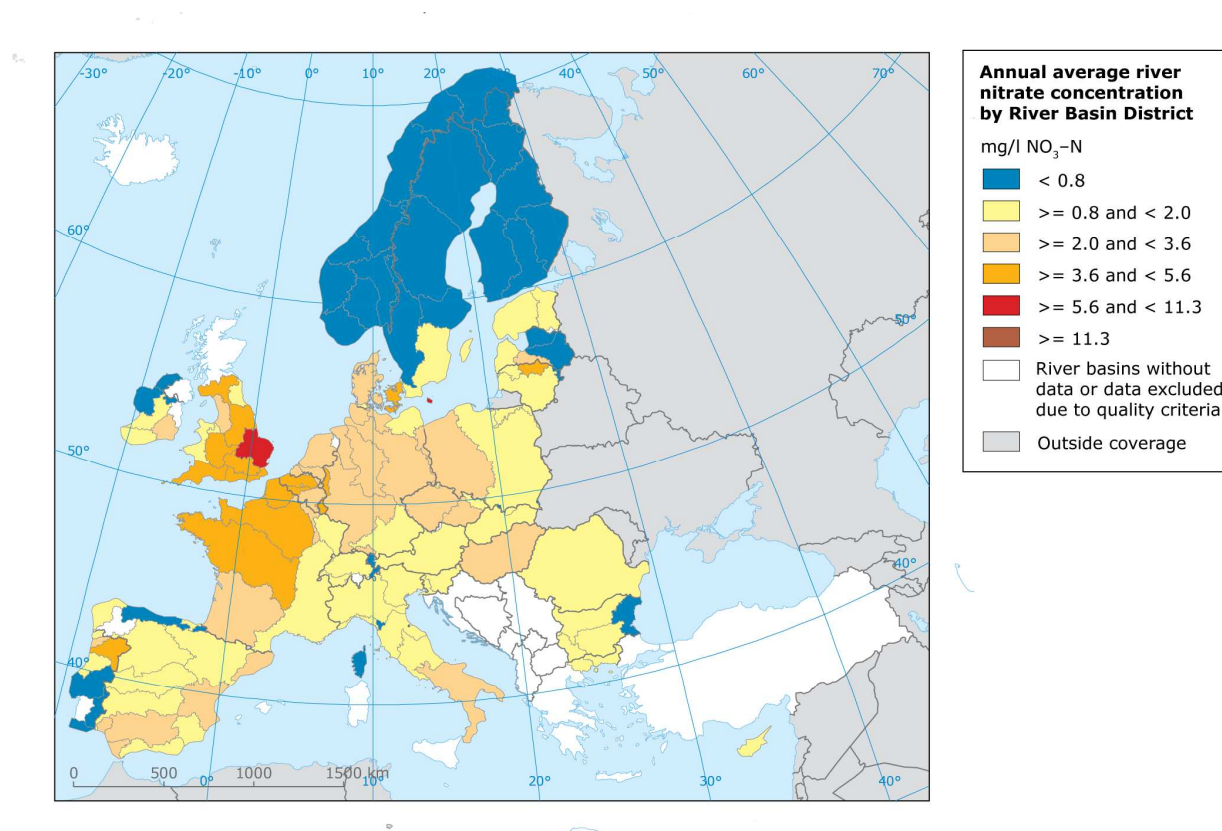 -30° -20° -10° 0° 10° 20° 40° 50° 60° 70°
60°
50°
50°
40°
40°
0 500 1000 1500 km
0° 10° 20° 30° 40°
Annual average river
nitrate concentration
by River Basin District
mg/l NO₃–N
< 0.8
>= 0.8 and < 2.0
>= 2.0 and < 3.6
>= 3.6 and < 5.6
>= 5.6 and < 11.3
>= 11.3
River basins without
data or data excluded
due to quality criteria
Outside coverage